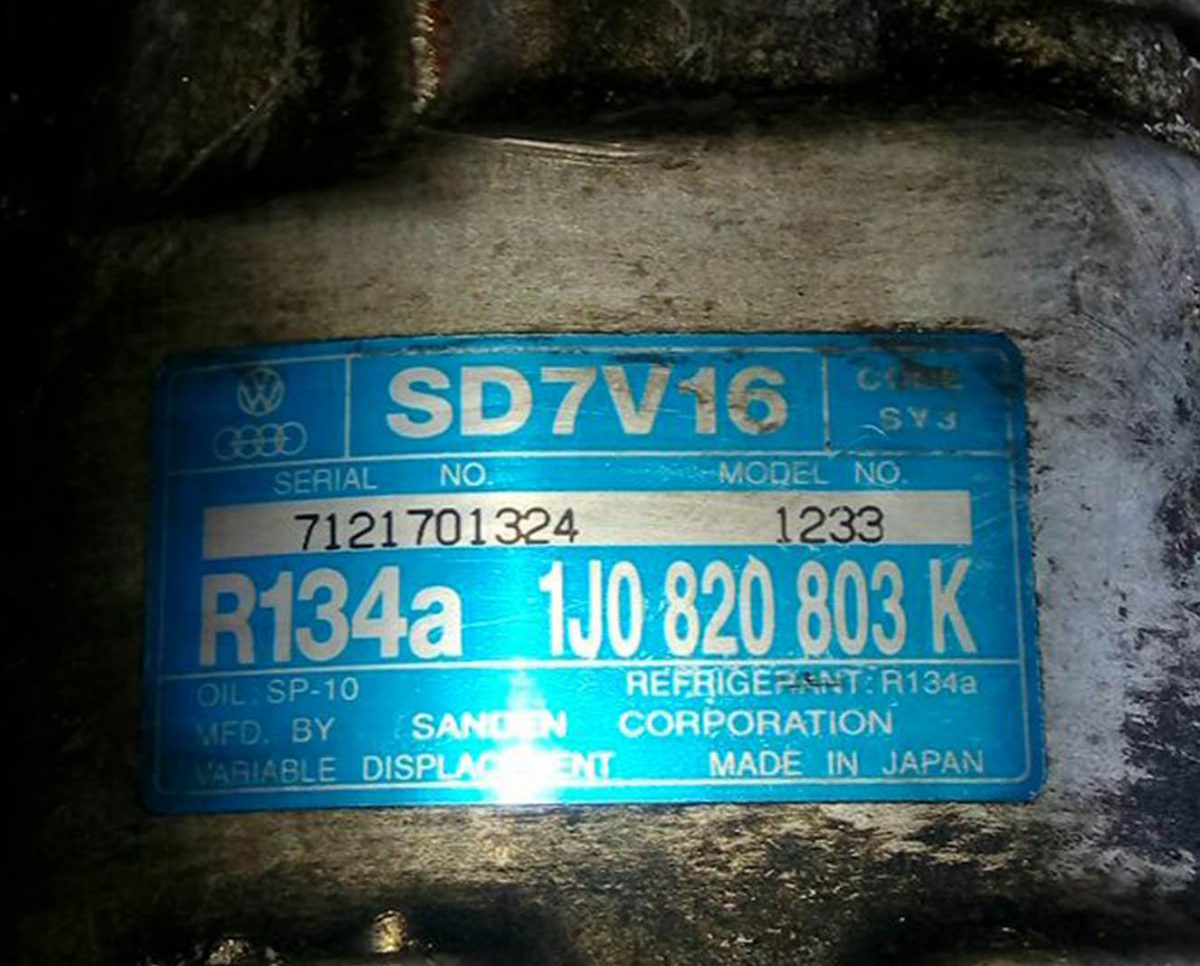 SD7V16
CODE
SY3
SERIAL NO. MODEL NO.
7121701324 1233
R134a 1J0 820 803 K
OIL: SP-10 REFRIGERANT: R134a
MFD. BY SANDEN CORPORATION
VARIABLE DISPLACEMENT MADE IN JAPAN